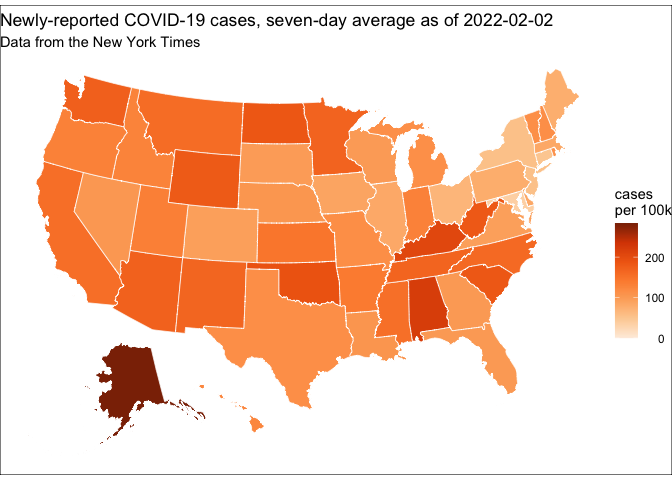 Newly-reported COVID-19 cases, seven-day average as of 2022-02-02
Data from the New York Times
cases
per 100k
200
100
0